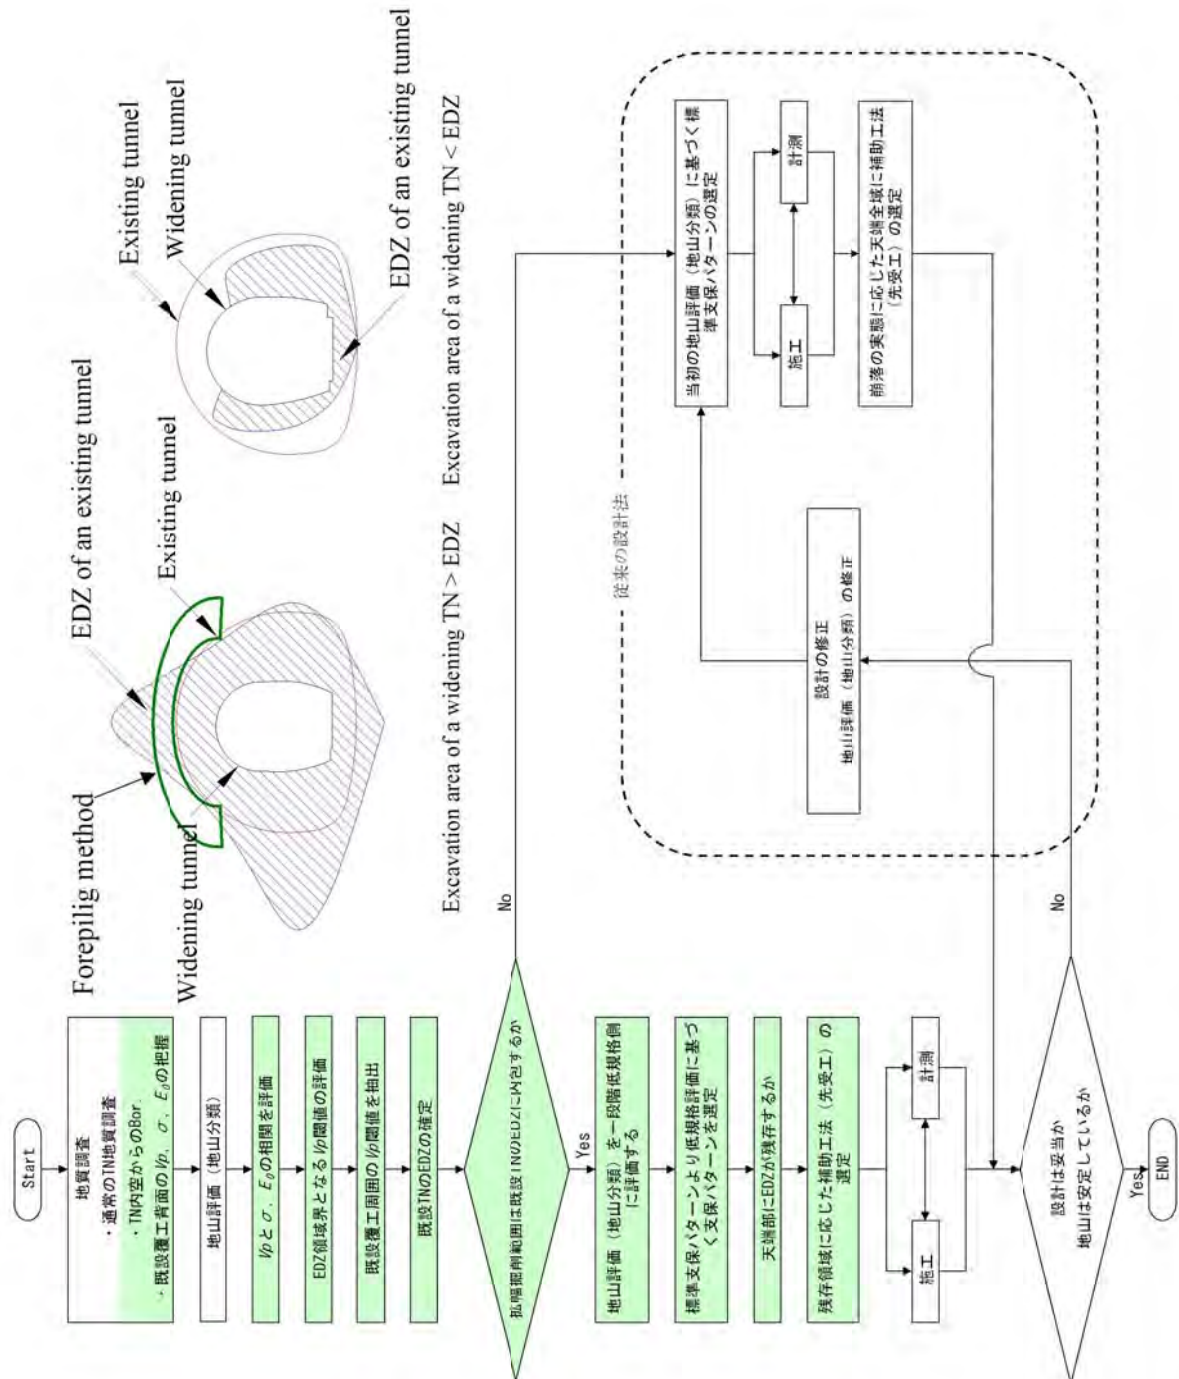 Start
地質調査
・通常のTN地質調査
・TN内空からのBor.
・既設覆工背面のVp、σ、E0の把握
地山評価（地山分類）
Vpとσ、E0の相関を評価
EDZ領域界となるVp閾値の評価
既設覆工周囲のVp閾値を抽出
既設TNのEDZの確定
拡幅掘削範囲は既設TNのEDZに内包するか
Yes
No
地山評価（地山分類）を一段階低規格側
に評価する
標準支保パターンより低規格評価に基づ
く支保パターンを選定
天端部にEDZが残存するか
残存領域に応じた補助工法（先受工）の
選定
施工
計測
設計は妥当か
地山は安定しているか
Yes
No
END
従来の設計法
当初の地山評価（地山分類）に基づく標
準支保パターンの選定
施工
計測
崩落の実態に応じた天端全域に補助工法
（先受工）の選定
設計の修正
地山評価（地山分類）の修正
Forepilig method
EDZ of an existing tunnel
Existing tunnel
Widening tunnel
Excavation area of a widening TN > EDZ
Existing tunnel
Widening tunnel
EDZ of an existing tunnel
Excavation area of a widening TN < EDZ